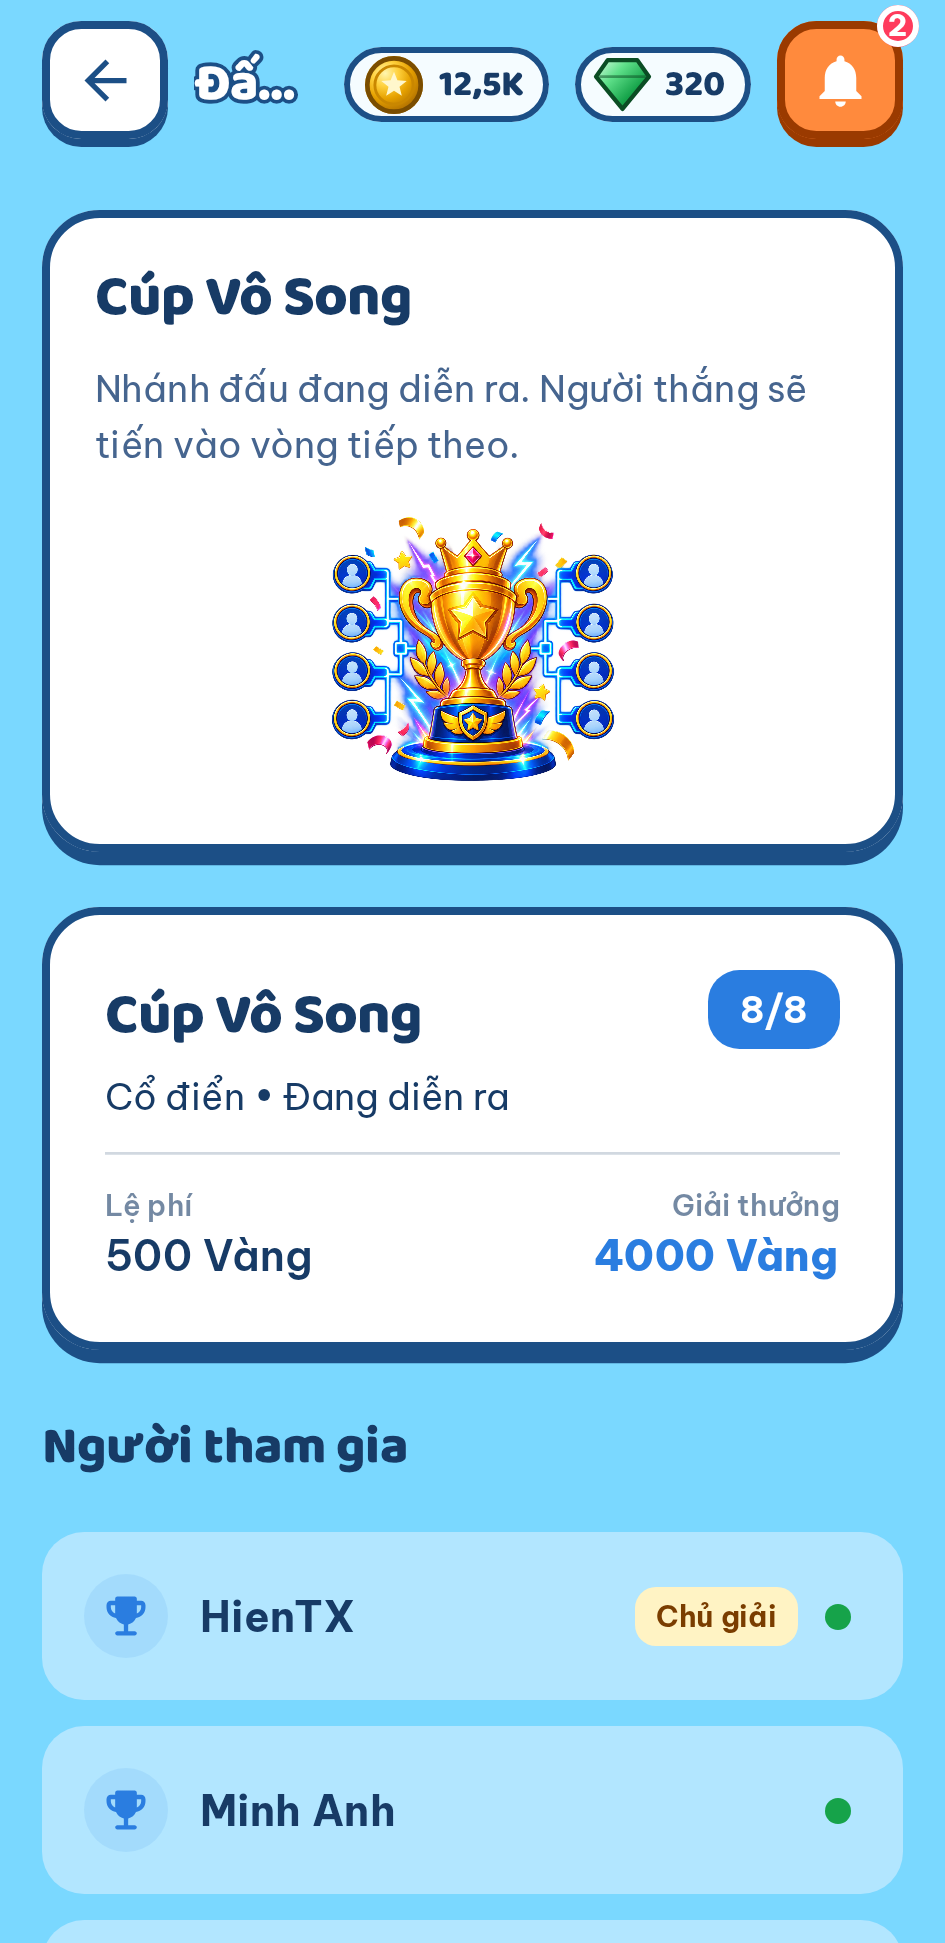 Đấ...
12,5K
320
2
Cúp Vô Song
Nhánh đấu đang diễn ra. Người thắng sẽ
tiến vào vòng tiếp theo.
Cúp Vô Song
8/8
Cổ điển • Đang diễn ra
Lệ phí
Giải thưởng
500 Vàng
4000 Vàng
Người tham gia
HienTX
Chủ giải
Minh Anh